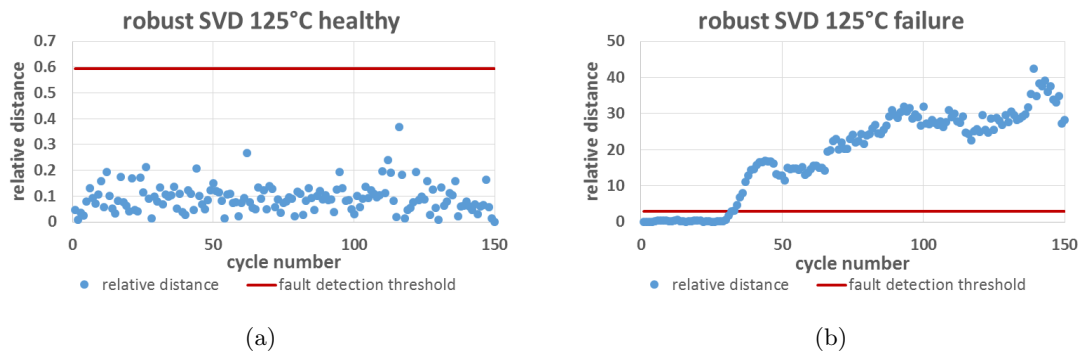 robust SVD 125°C healthy
0.7
0.6
0.5
0.4
0.3
0.2
0.1
0
relative distance
0 50 100 150
cycle number
relative distance fault detection threshold
(a)
robust SVD 125°C failure
50
40
30
20
10
0
relative distance
0 50 100 150
cycle number
relative distance fault detection threshold
(b)